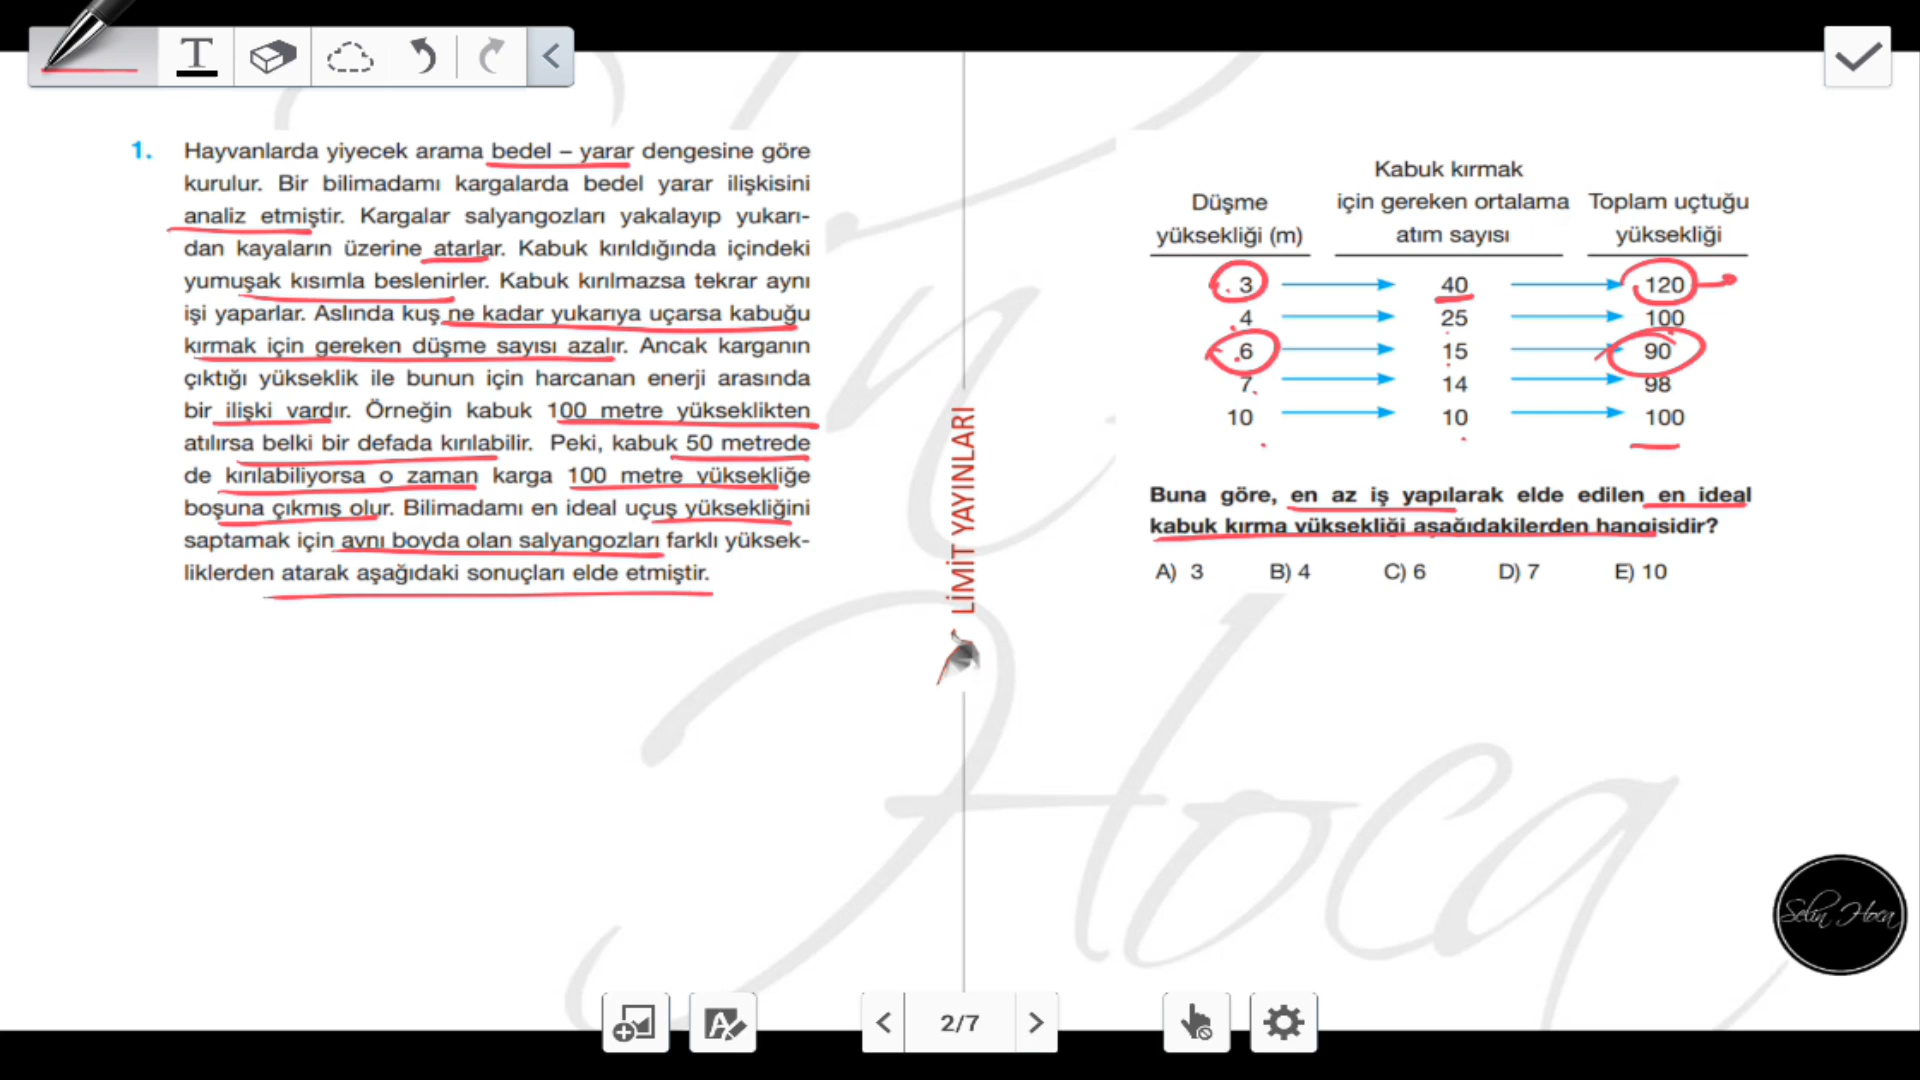 T
1. Hayvanlarda yiyecek arama bedel – yarar dengesine göre
kurulur. Bir bilimadamı kargalarda bedel yarar ilişkisini
analiz etmiştir. Kargalar salyangozları yakalayıp yukarı-
dan kayaların üzerine atarlar. Kabuk kırıldığında içindeki
yumuşak kısımla beslenirler. Kabuk kırılmazsa tekrar aynı
işi yaparlar. Aslında kuş ne kadar yukarıya uçarsa kabuğu
kırmak için gereken düşme sayısı azalır. Ancak karganın
çıktığı yükseklik ile bunun için harcanan enerji arasında
bir ilişki vardır. Örneğin kabuk 100 metre yükseklikten
atılırsa belki bir defada kırılabilir. Peki, kabuk 50 metrede
de kırılabiliyorsa o zaman karga 100 metre yüksekliğe
boşuna çıkmış olur. Bilimadamı en ideal uçuş yüksekliğini
saptamak için aynı boyda olan salyangozları farklı yüksek-
liklerden atarak aşağıdaki sonuçları elde etmiştir.
LİMİT YAYINLARI
Kabuk kırmak
Düşme için gereken ortalama Toplam uçtuğu
yüksekliği (m) atım sayısı yüksekliği
3 40 120
4 25 100
6 15 90
7 14 98
10 10 100
Buna göre, en az iş yapılarak elde edilen en ideal
kabuk kırma yüksekliği aşağıdakilerden hangisidir?
A) 3 B) 4 C) 6 D) 7 E) 10
Selin Hoca
Hoca
A
2/7